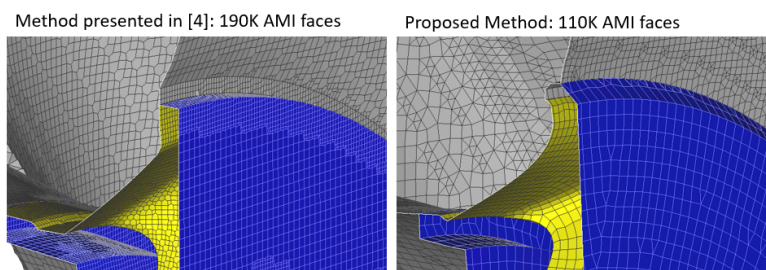 Method presented in [4]: 190K AMI faces
Proposed Method: 110K AMI faces